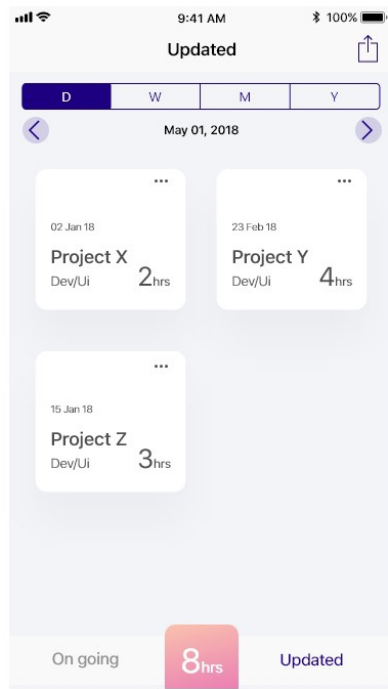 9:41 AM
100%
Updated
D W M Y
May 01, 2018
02 Jan 18
Project X
Dev/Ui 2hrs
23 Feb 18
Project Y
Dev/Ui 4hrs
15 Jan 18
Project Z
Dev/Ui 3hrs
On going 8hrs Updated